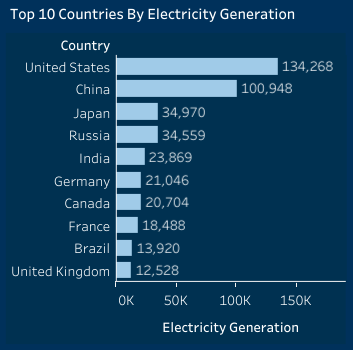 Top 10 Countries By Electricity Generation
Country
United States 134,268
China 100,948
Japan 34,970
Russia 34,559
India 23,869
Germany 21,046
Canada 20,704
France 18,488
Brazil 13,920
United Kingdom 12,528
0K 50K 100K 150K
Electricity Generation